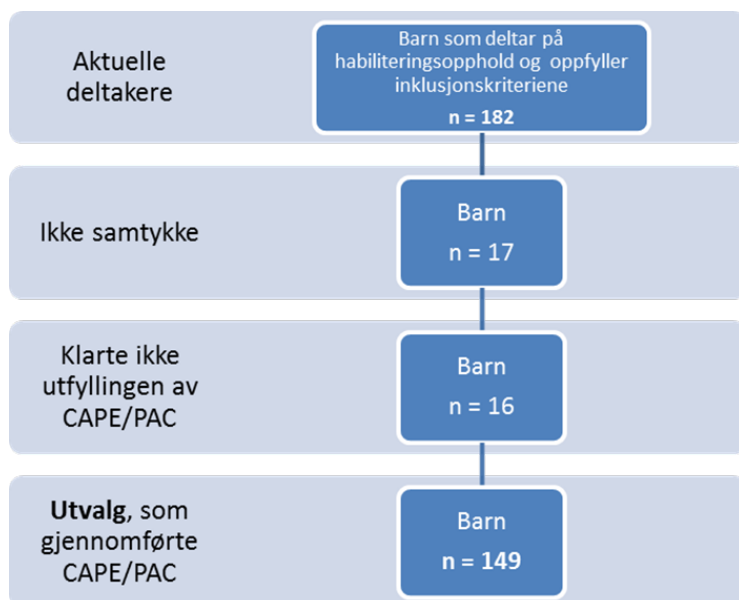 Aktuelle
deltakere
Barn som deltar på
habiliteringsopphold og oppfyller
inklusjonskriteriene
n = 182
Ikke samtykke
Barn
n = 17
Klarte ikke
utfyllingen av
CAPE/PAC
Barn
n = 16
Utvalg, som
gjennomførte
CAPE/PAC
Barn
n = 149